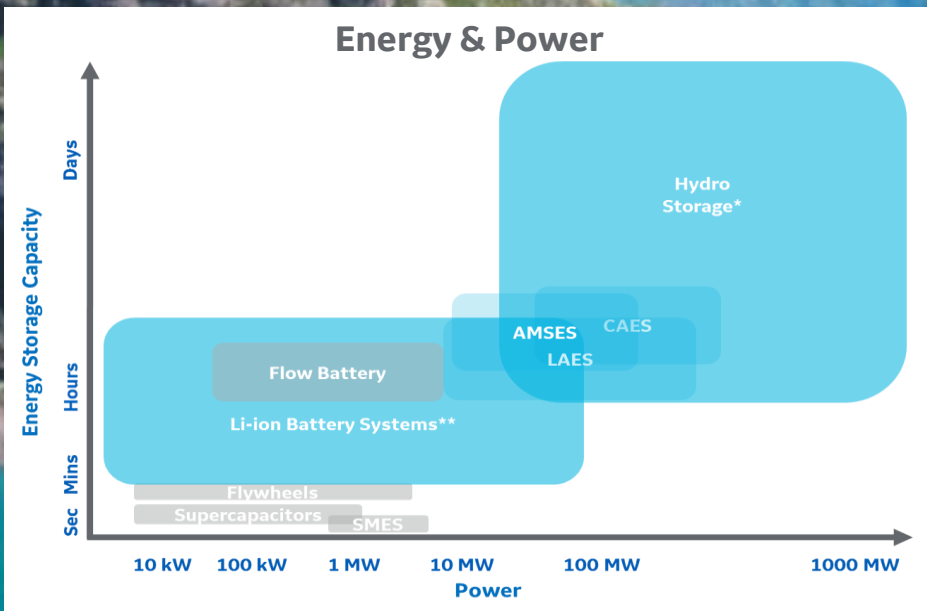 Energy & Power
Energy Storage Capacity
Days
Hours
Mins
Sec
Hydro
Storage*
CAES
AMSES
LAES
Flow Battery
Li-ion Battery Systems**
Flywheels
Supercapacitors
SMES
10 kW 100 kW 1 MW 10 MW 100 MW 1000 MW
Power